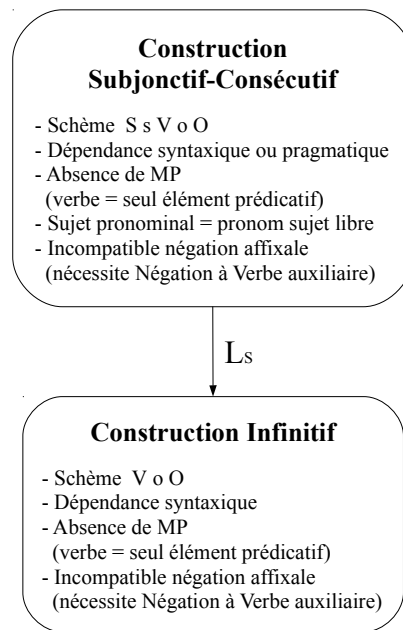 Construction
Subjonctif-Consécutif
- Schème S s V o O
- Dépendance syntaxique ou pragmatique
- Absence de MP
(verbe = seul élément prédicatif)
- Sujet pronominal = pronom sujet libre
- Incompatible négation affixale
(nécessite Négation à Verbe auxiliaire)
Ls
Construction Infinitif
- Schème V o O
- Dépendance syntaxique
- Absence de MP
(verbe = seul élément prédicatif)
- Incompatible négation affixale
(nécessite Négation à Verbe auxiliaire)